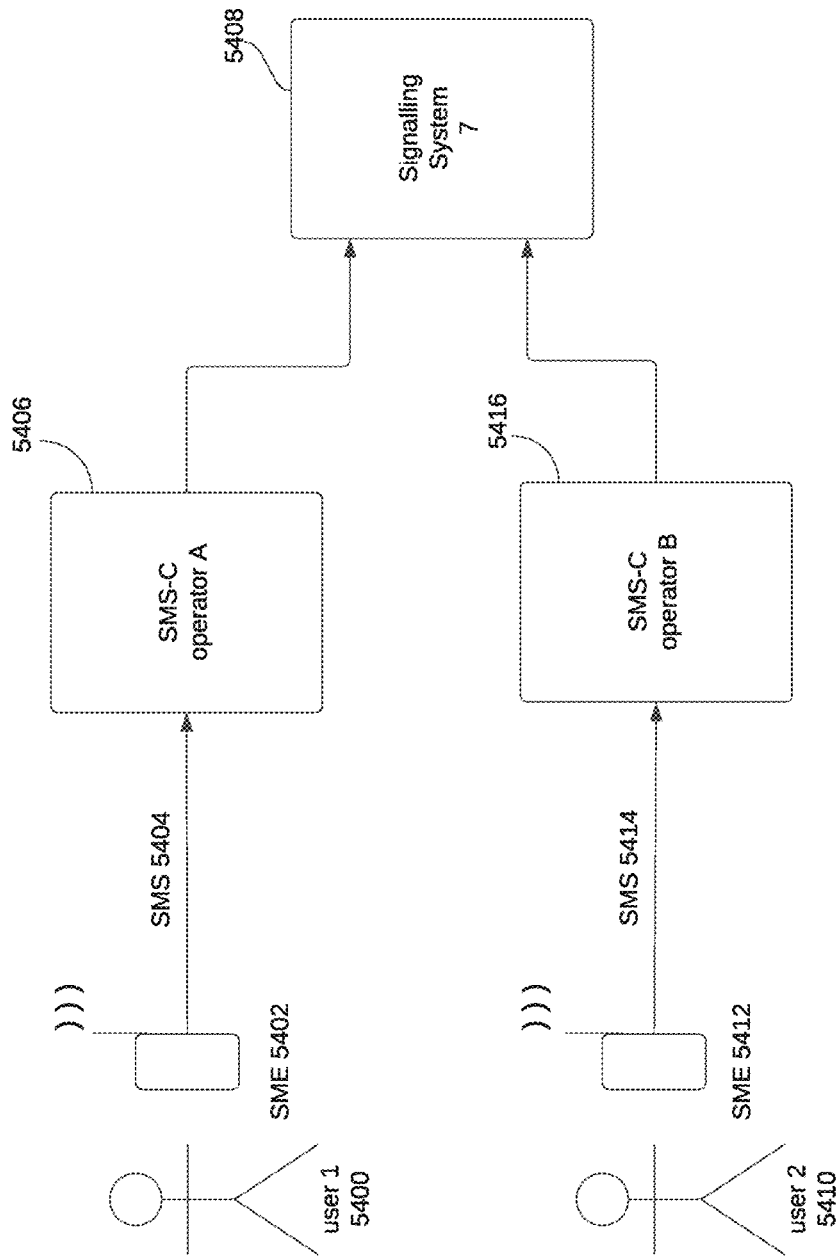 5408
Signalling
System
7
5406
SMS-C
operator A
5416
SMS-C
operator B
SMS 5404
SMS 5414
)))
SME 5402
)))
SME 5412
user 1
5400
user 2
5410